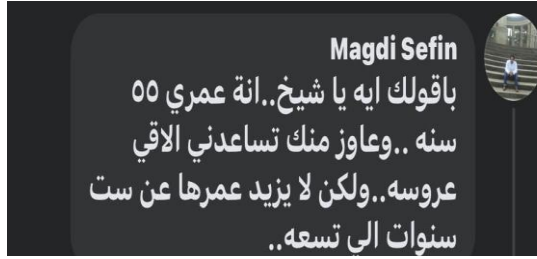 Magdi Sefin
باقولك ايه يا شيخ..انة عمري ٥٥
سنه ..وعاوز منك تساعدني الاقي
عروسه..ولكن لا يزيد عمرها عن ست
سنوات الي تسعه..